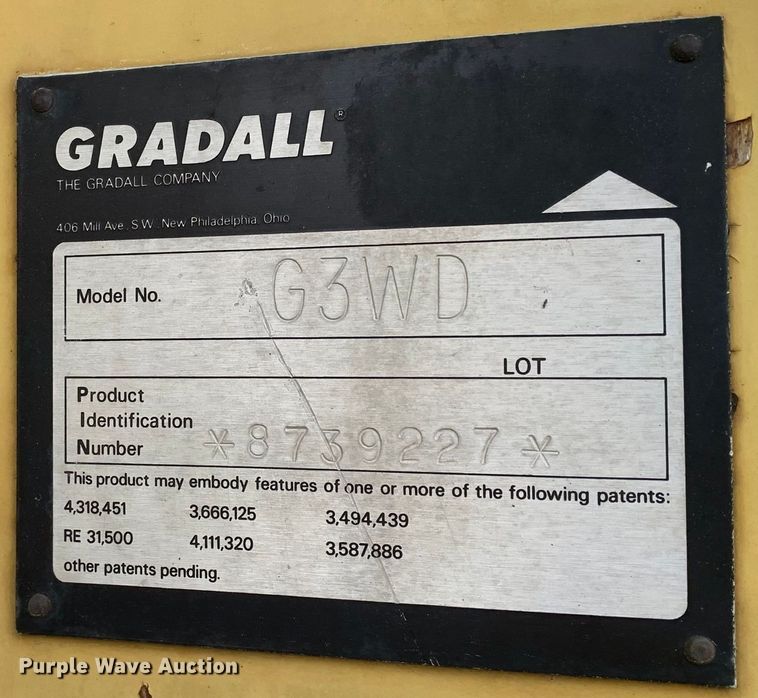 GRADALL®
THE GRADALL COMPANY
406 Mill Ave. S.W. New Philadelphia, Ohio
Model No. G3WD
LOT
Product
Identification
Number *8739227*
This product may embody features of one or more of the following patents:
4,318,451 3,666,125 3,494,439
RE 31,500 4,111,320 3,587,886
other patents pending.
Purple Wave Auction